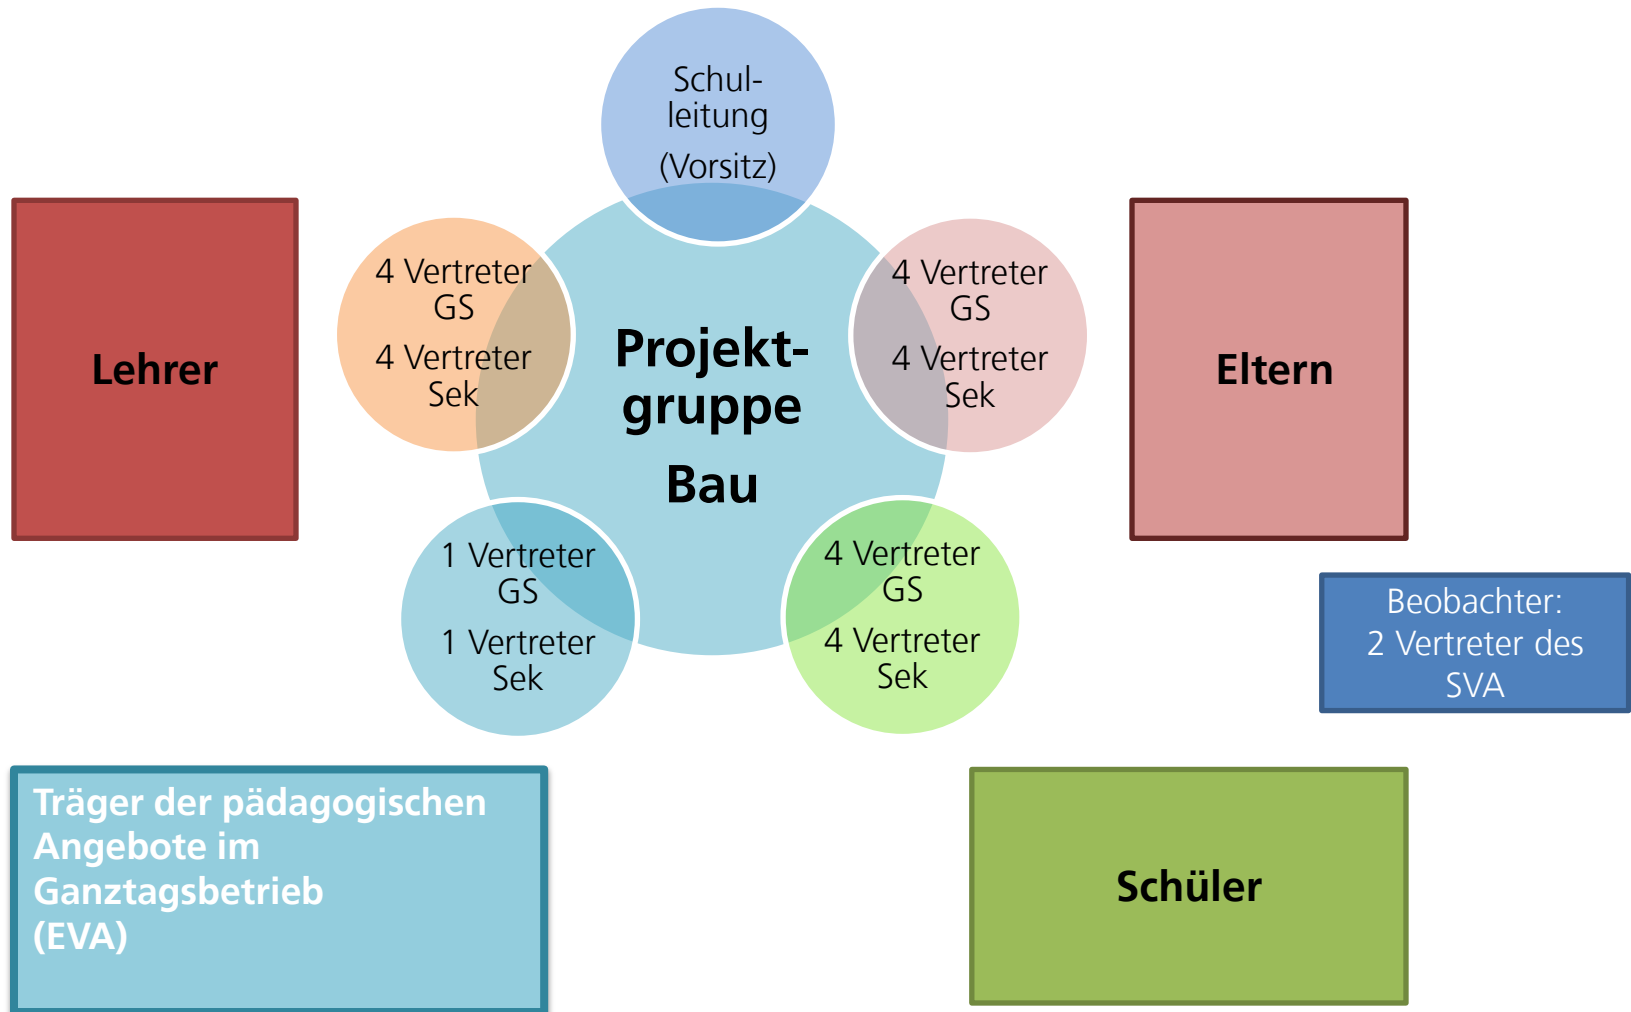 Schul-
leitung
(Vorsitz)
Lehrer
4 Vertreter
GS
4 Vertreter
Sek
Projekt-
gruppe
Bau
4 Vertreter
GS
4 Vertreter
Sek
Eltern
1 Vertreter
GS
1 Vertreter
Sek
4 Vertreter
GS
4 Vertreter
Sek
Beobachter:
2 Vertreter des
SVA
Träger der pädagogischen
Angebote im
Ganztagsbetrieb
(EVA)
Schüler